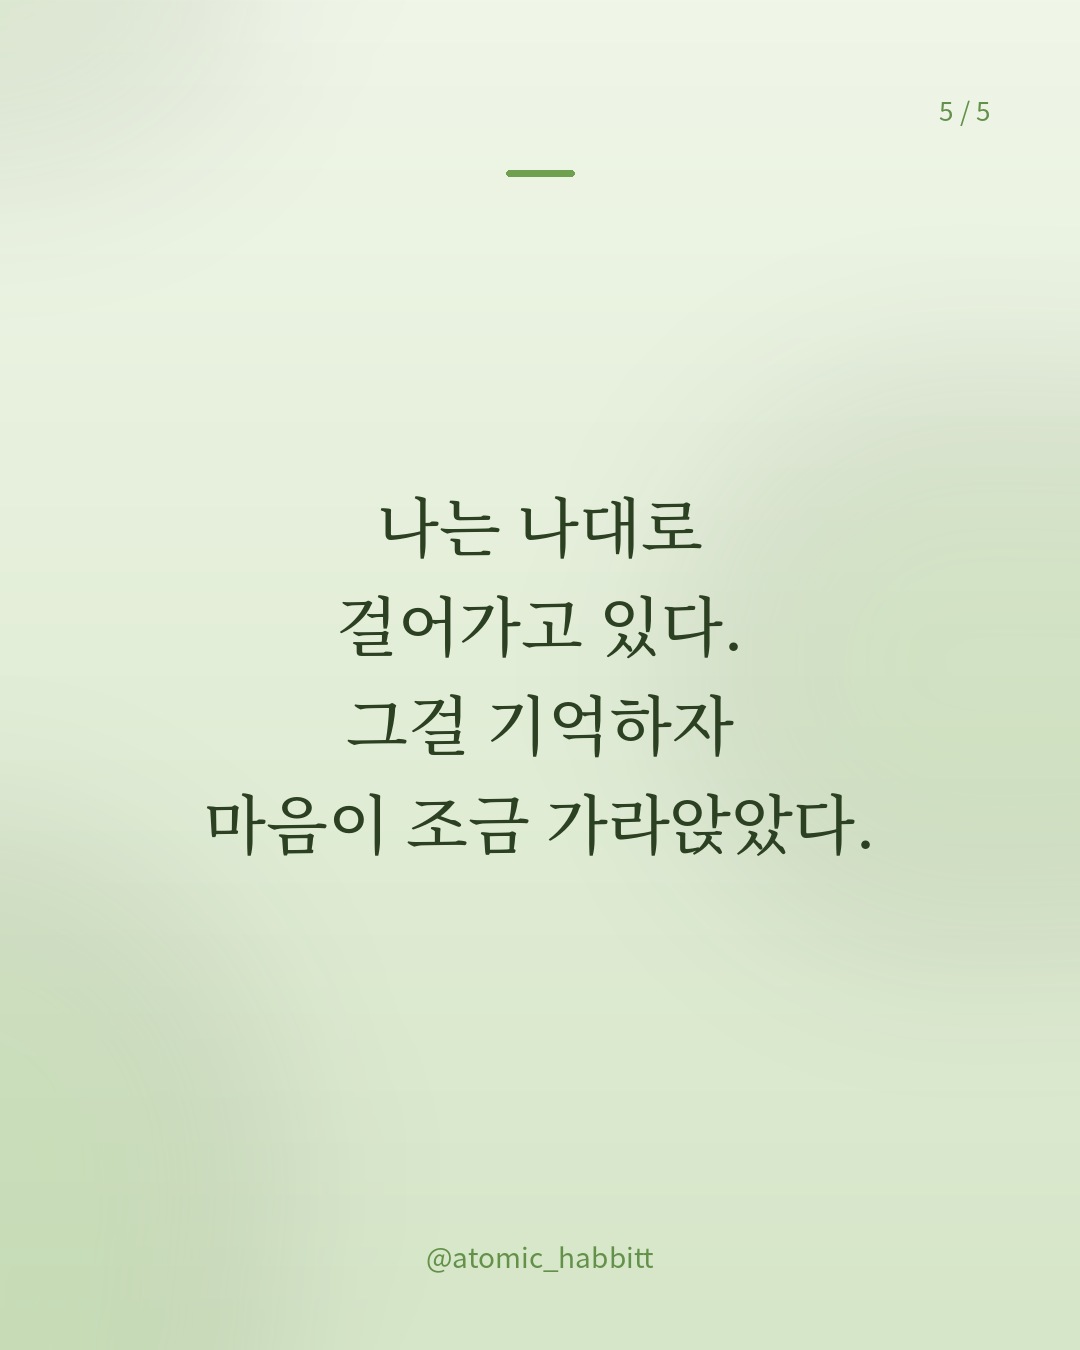 5 / 5
나는 나대로
걸어가고 있다.
그걸 기억하자
마음이 조금 가라앉았다.
@atomic_habbitt